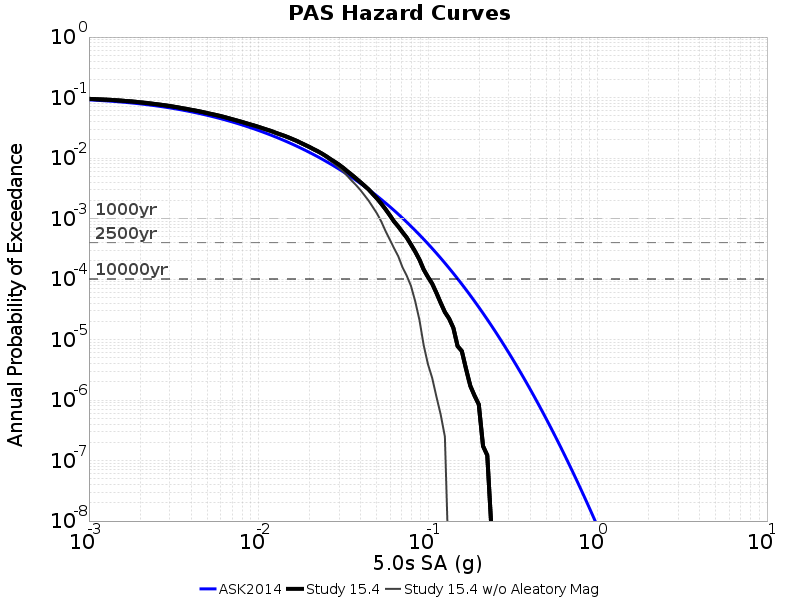 PAS Hazard Curves
10^0
10^-1
10^-2
10^-3
10^-4
10^-5
10^-6
10^-7
10^-8
Annual Probability of Exceedance
1000yr
2500yr
10000yr
10^-3 10^-2 10^-1 10^0 10^1
5.0s SA (g)
ASK2014 Study 15.4 Study 15.4 w/o Aleatory Mag